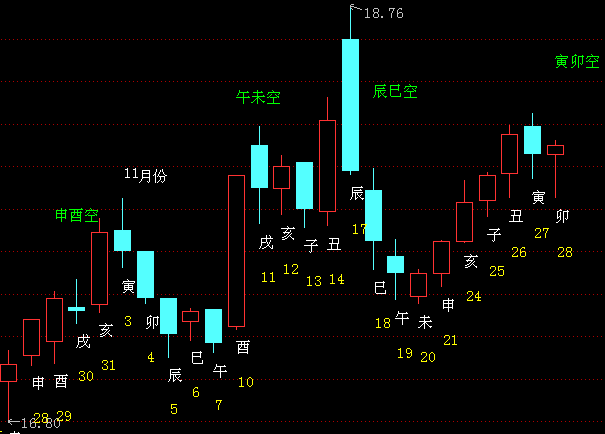 18.76
寅卯空
辰巳空
午未空
11月份
申酉空
辰
戌
亥
子
丑
17
寅
卯
丑
27
28
子
26
25
亥
24
申
21
未
20
午
19
巳
18
11
12
13
14
酉
10
午
7
巳
6
辰
5
卯
4
寅
3
亥
31
戌
30
酉
29
申
28
16.80